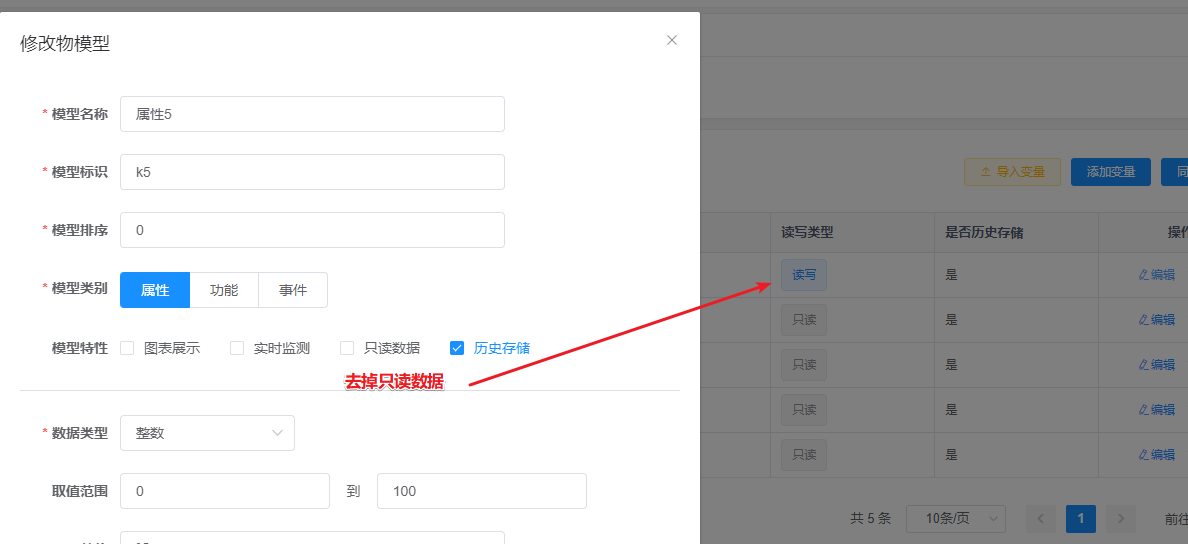 修改物模型
* 模型名称 属性5
* 模型标识 k5
* 模型排序 0
* 模型类别 属性 功能 事件
模型特性 图表展示 实时监测 只读数据 历史存储
去掉只读数据
* 数据类型 整数
取值范围 0 到 100
导入变量 添加变量
读写类型 是否历史存储
读写 是 编辑
只读 是 编辑
只读 是 编辑
只读 是 编辑
只读 是 编辑
共 5 条 10条/页 1 前往